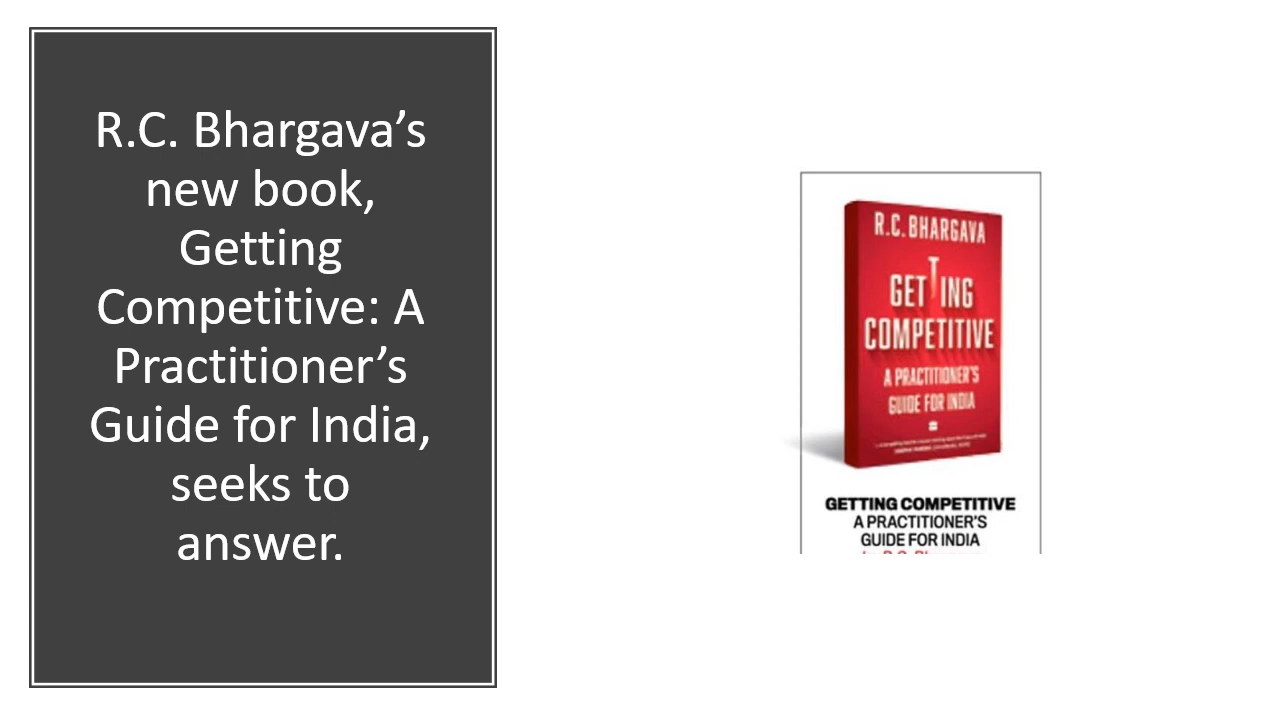 R.C. Bhargava’s
new book,
Getting
Competitive: A
Practitioner’s
Guide for India,
seeks to
answer.
R.C. BHARGAVA
GETTING
COMPETITIVE
A PRACTITIONER'S
GUIDE FOR INDIA
GETTING COMPETITIVE
A PRACTITIONER'S
GUIDE FOR INDIA